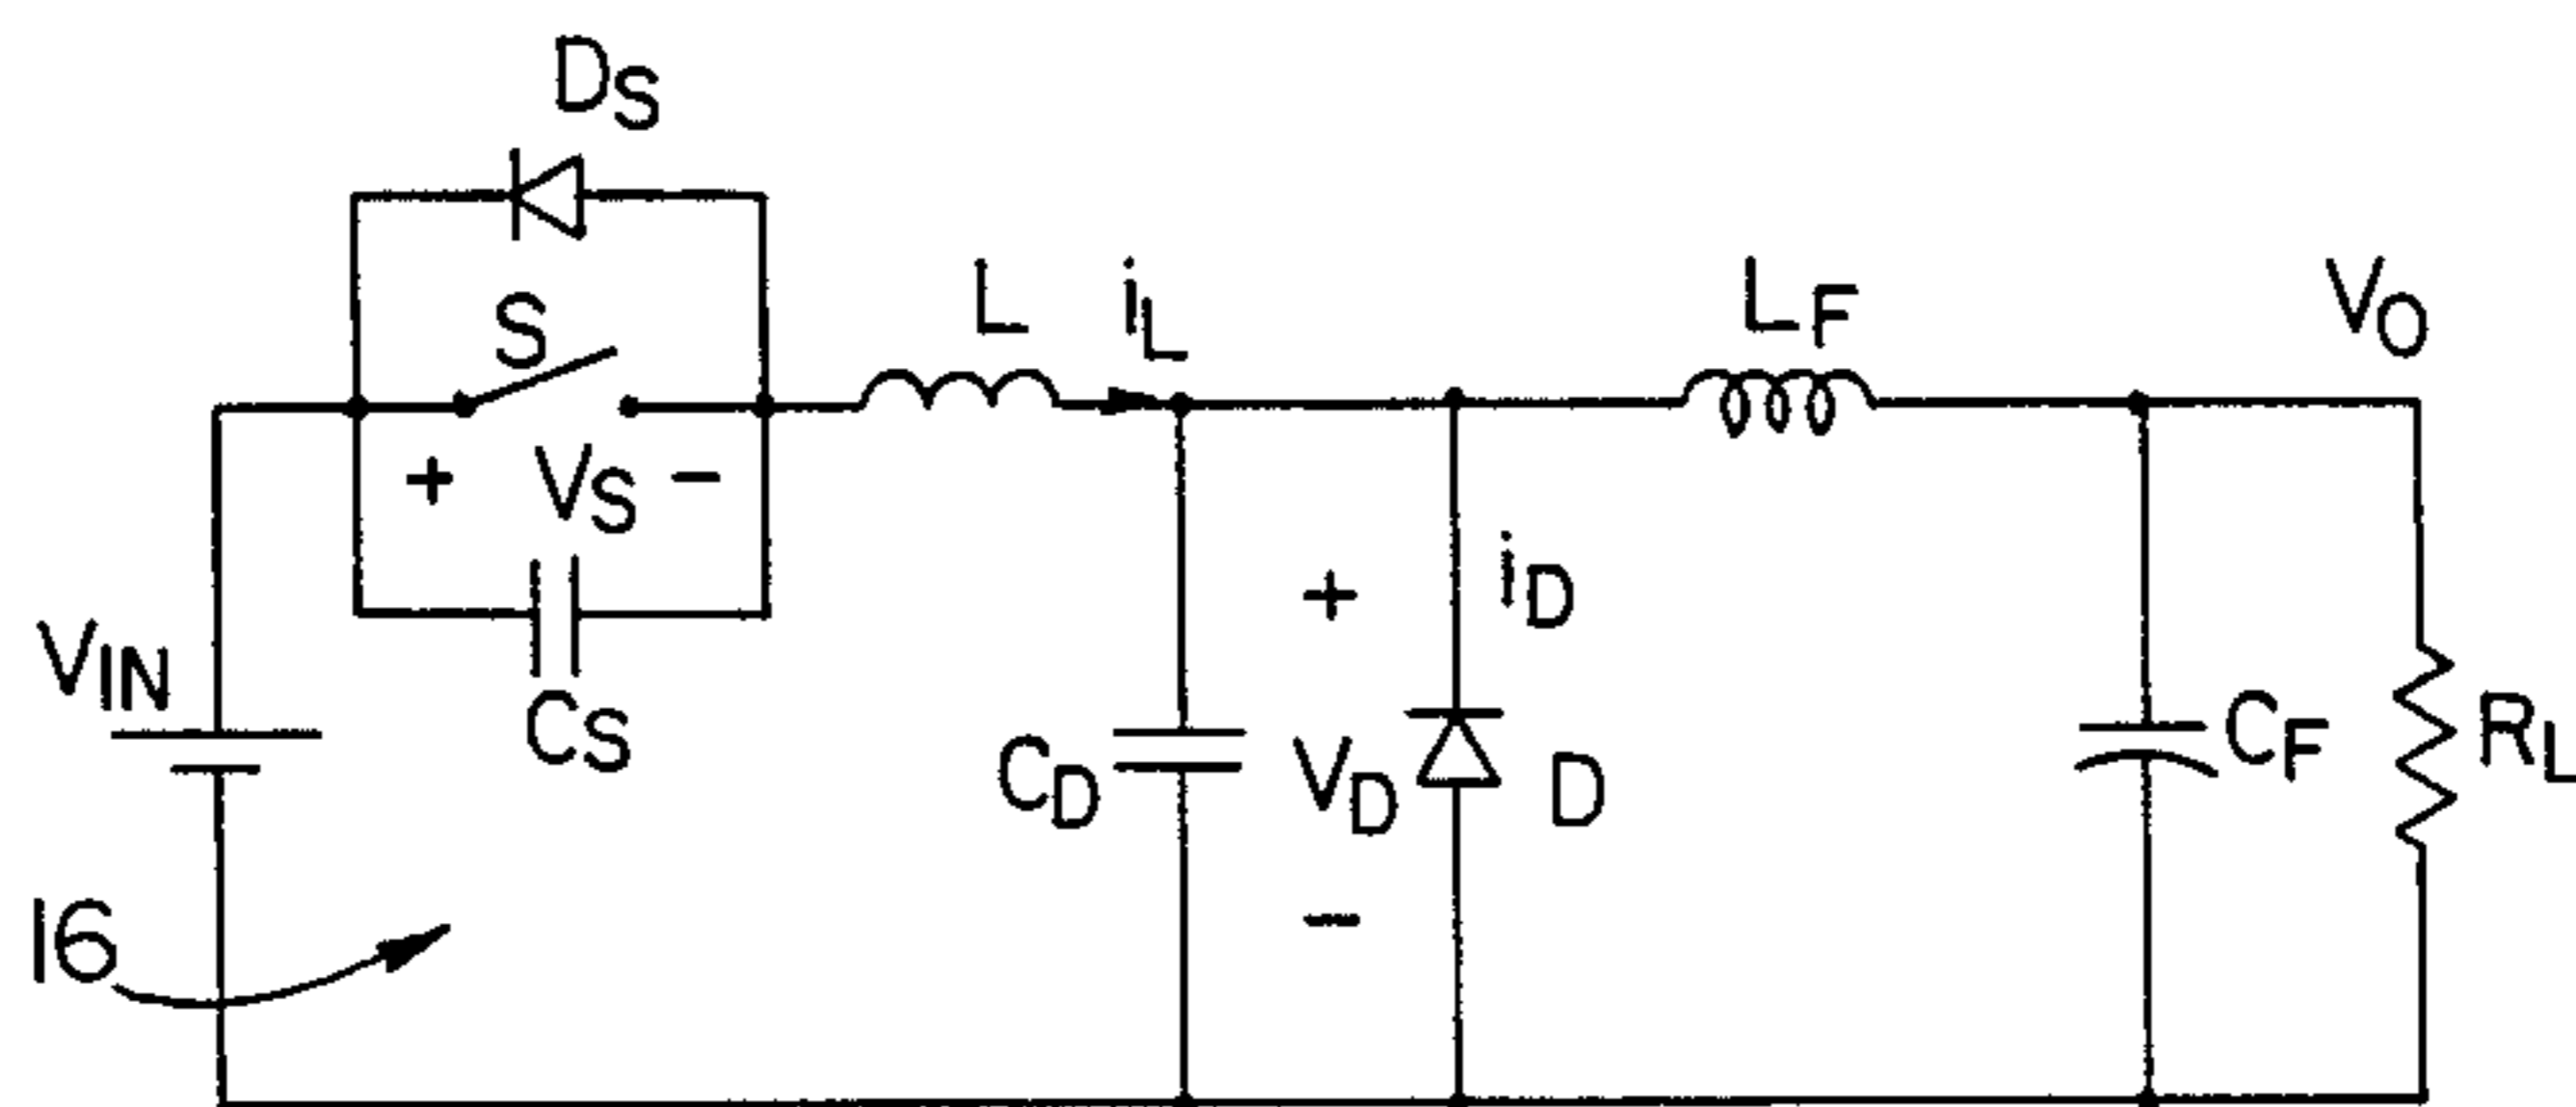 DS
S
L
iL
LF
VO
+ VS -
CS
VIN
+
iD
CD
VD
D
CF
RL
-
16